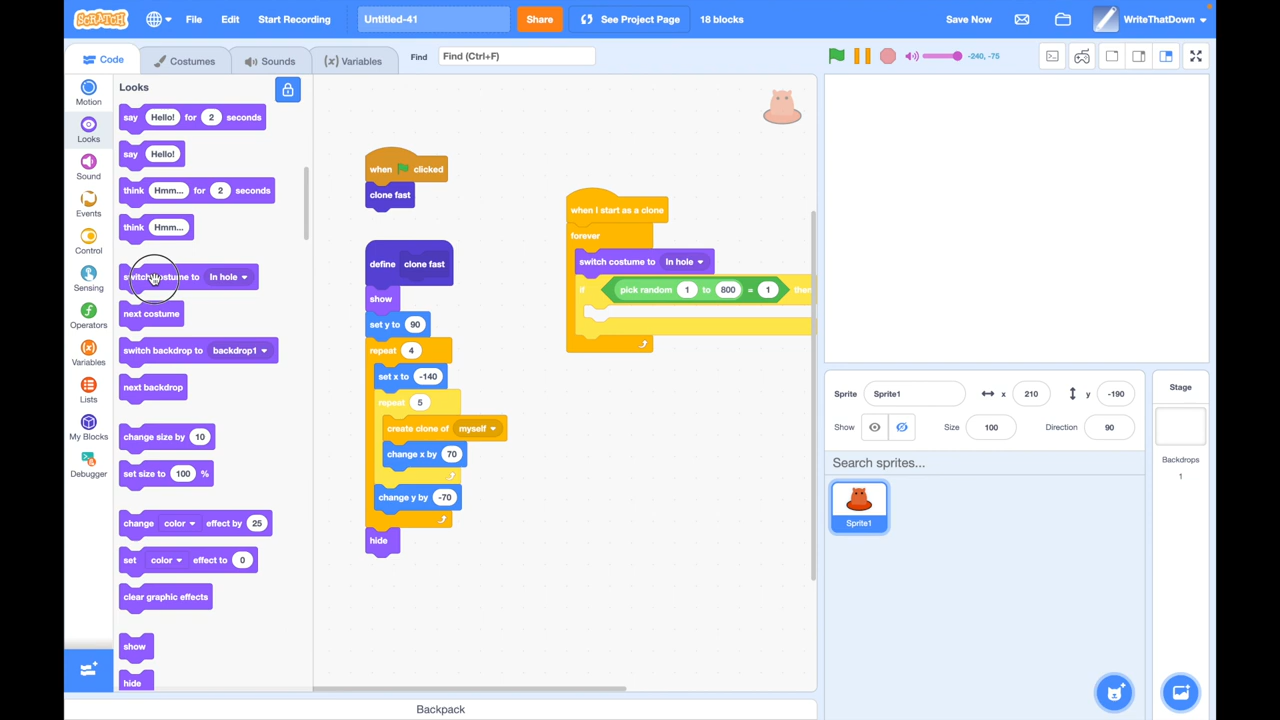 SCRATCH File Edit Start Recording Untitled-41 Share See Project Page 18 blocks Save Now WriteThatDown
Code Costumes Sounds (x) Variables Find Find (Ctrl+F) -240, -75
Motion
Looks
Sound
Events
Control
Sensing
Operators
Variables
Lists
My Blocks
Debugger
Looks
say Hello! for 2 seconds
say Hello!
think Hmm... for 2 seconds
think Hmm...
switch costume to In hole
next costume
switch backdrop to backdrop1
next backdrop
change size by 10
set size to 100 %
change color effect by 25
set color effect to 0
clear graphic effects
show
hide
when clicked
clone fast
define clone fast
show
set y to 90
repeat 4
set x to -140
repeat 5
create clone of myself
change x by 70
change y by -70
hide
when I start as a clone
forever
switch costume to In hole
if pick random 1 to 800 = 1 then
Backpack
Sprite Sprite1 x 210 y -190
Show Size 100 Direction 90
Search sprites...
Sprite1
Stage
Backdrops
1